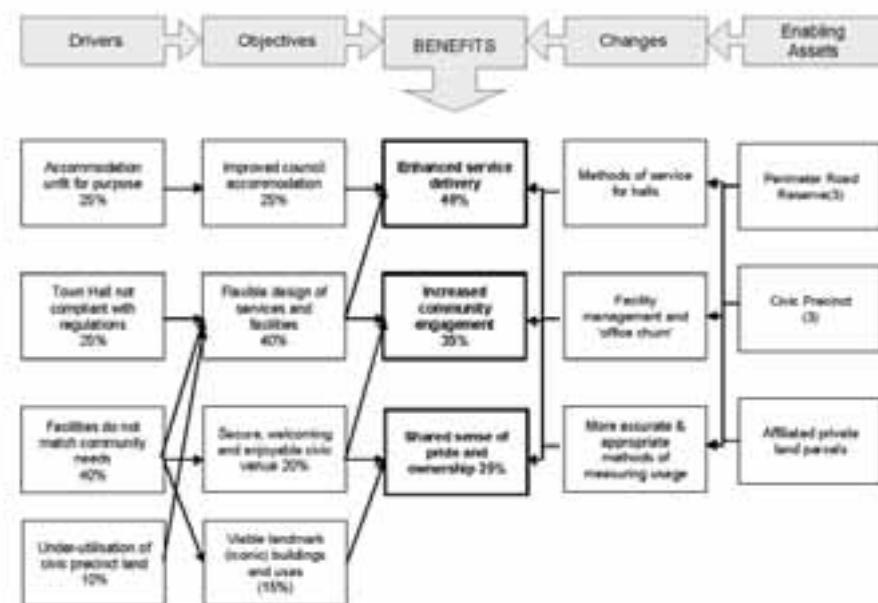 Drivers
Objectives
BENEFITS
Changes
Enabling
Assets
Accommodation
unfit for purpose
25%
Improved council
accommodation
25%
Enhanced service
delivery
40%
Methods of service
for halls
Perimeter Road
Reserve(3)
Town Hall not
compliant with
regulations
25%
Flexible design of
services and
facilities
40%
Increased
community
engagement
35%
Facility
management and
'office churn'
Civic Precinct
(3)
Facilities do not
match community
needs
40%
Secure, welcoming
and enjoyable civic
venue 20%
Shared sense of
pride and
ownership 25%
More accurate &
appropriate
methods of
measuring usage
Affiliated private
land parcels
Under-utilisation of
civic precinct land
10%
Visible landmark
(iconic) buildings
and uses
(15%)